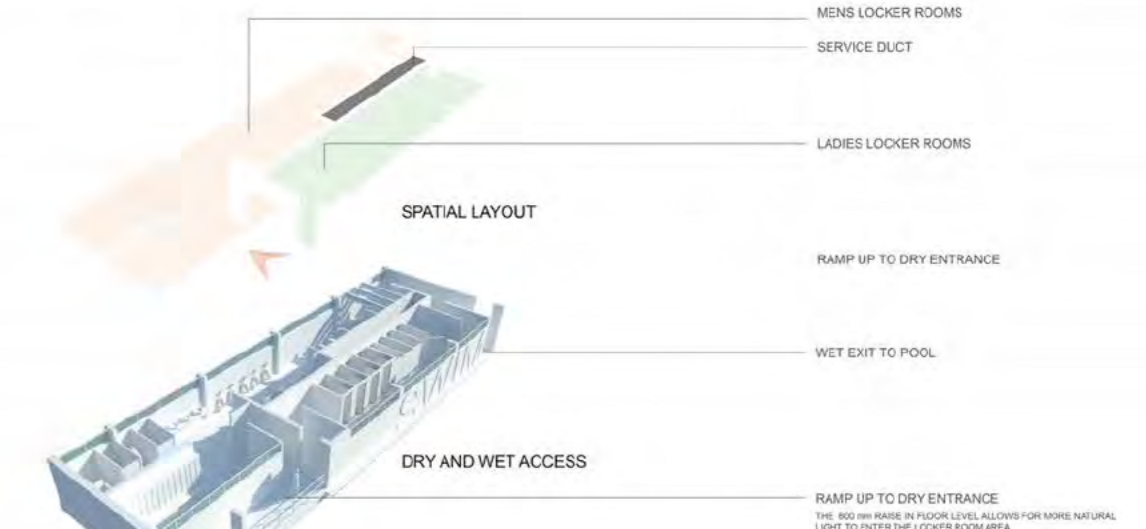 MENS LOCKER ROOMS
SERVICE DUCT
LADIES LOCKER ROOMS
SPATIAL LAYOUT
RAMP UP TO DRY ENTRANCE
WET EXIT TO POOL
SWIM
DRY AND WET ACCESS
RAMP UP TO DRY ENTRANCE
THE 600 mm RAISE IN FLOOR LEVEL ALLOWS FOR MORE NATURAL
LIGHT TO ENTER THE LOCKER ROOM AREA